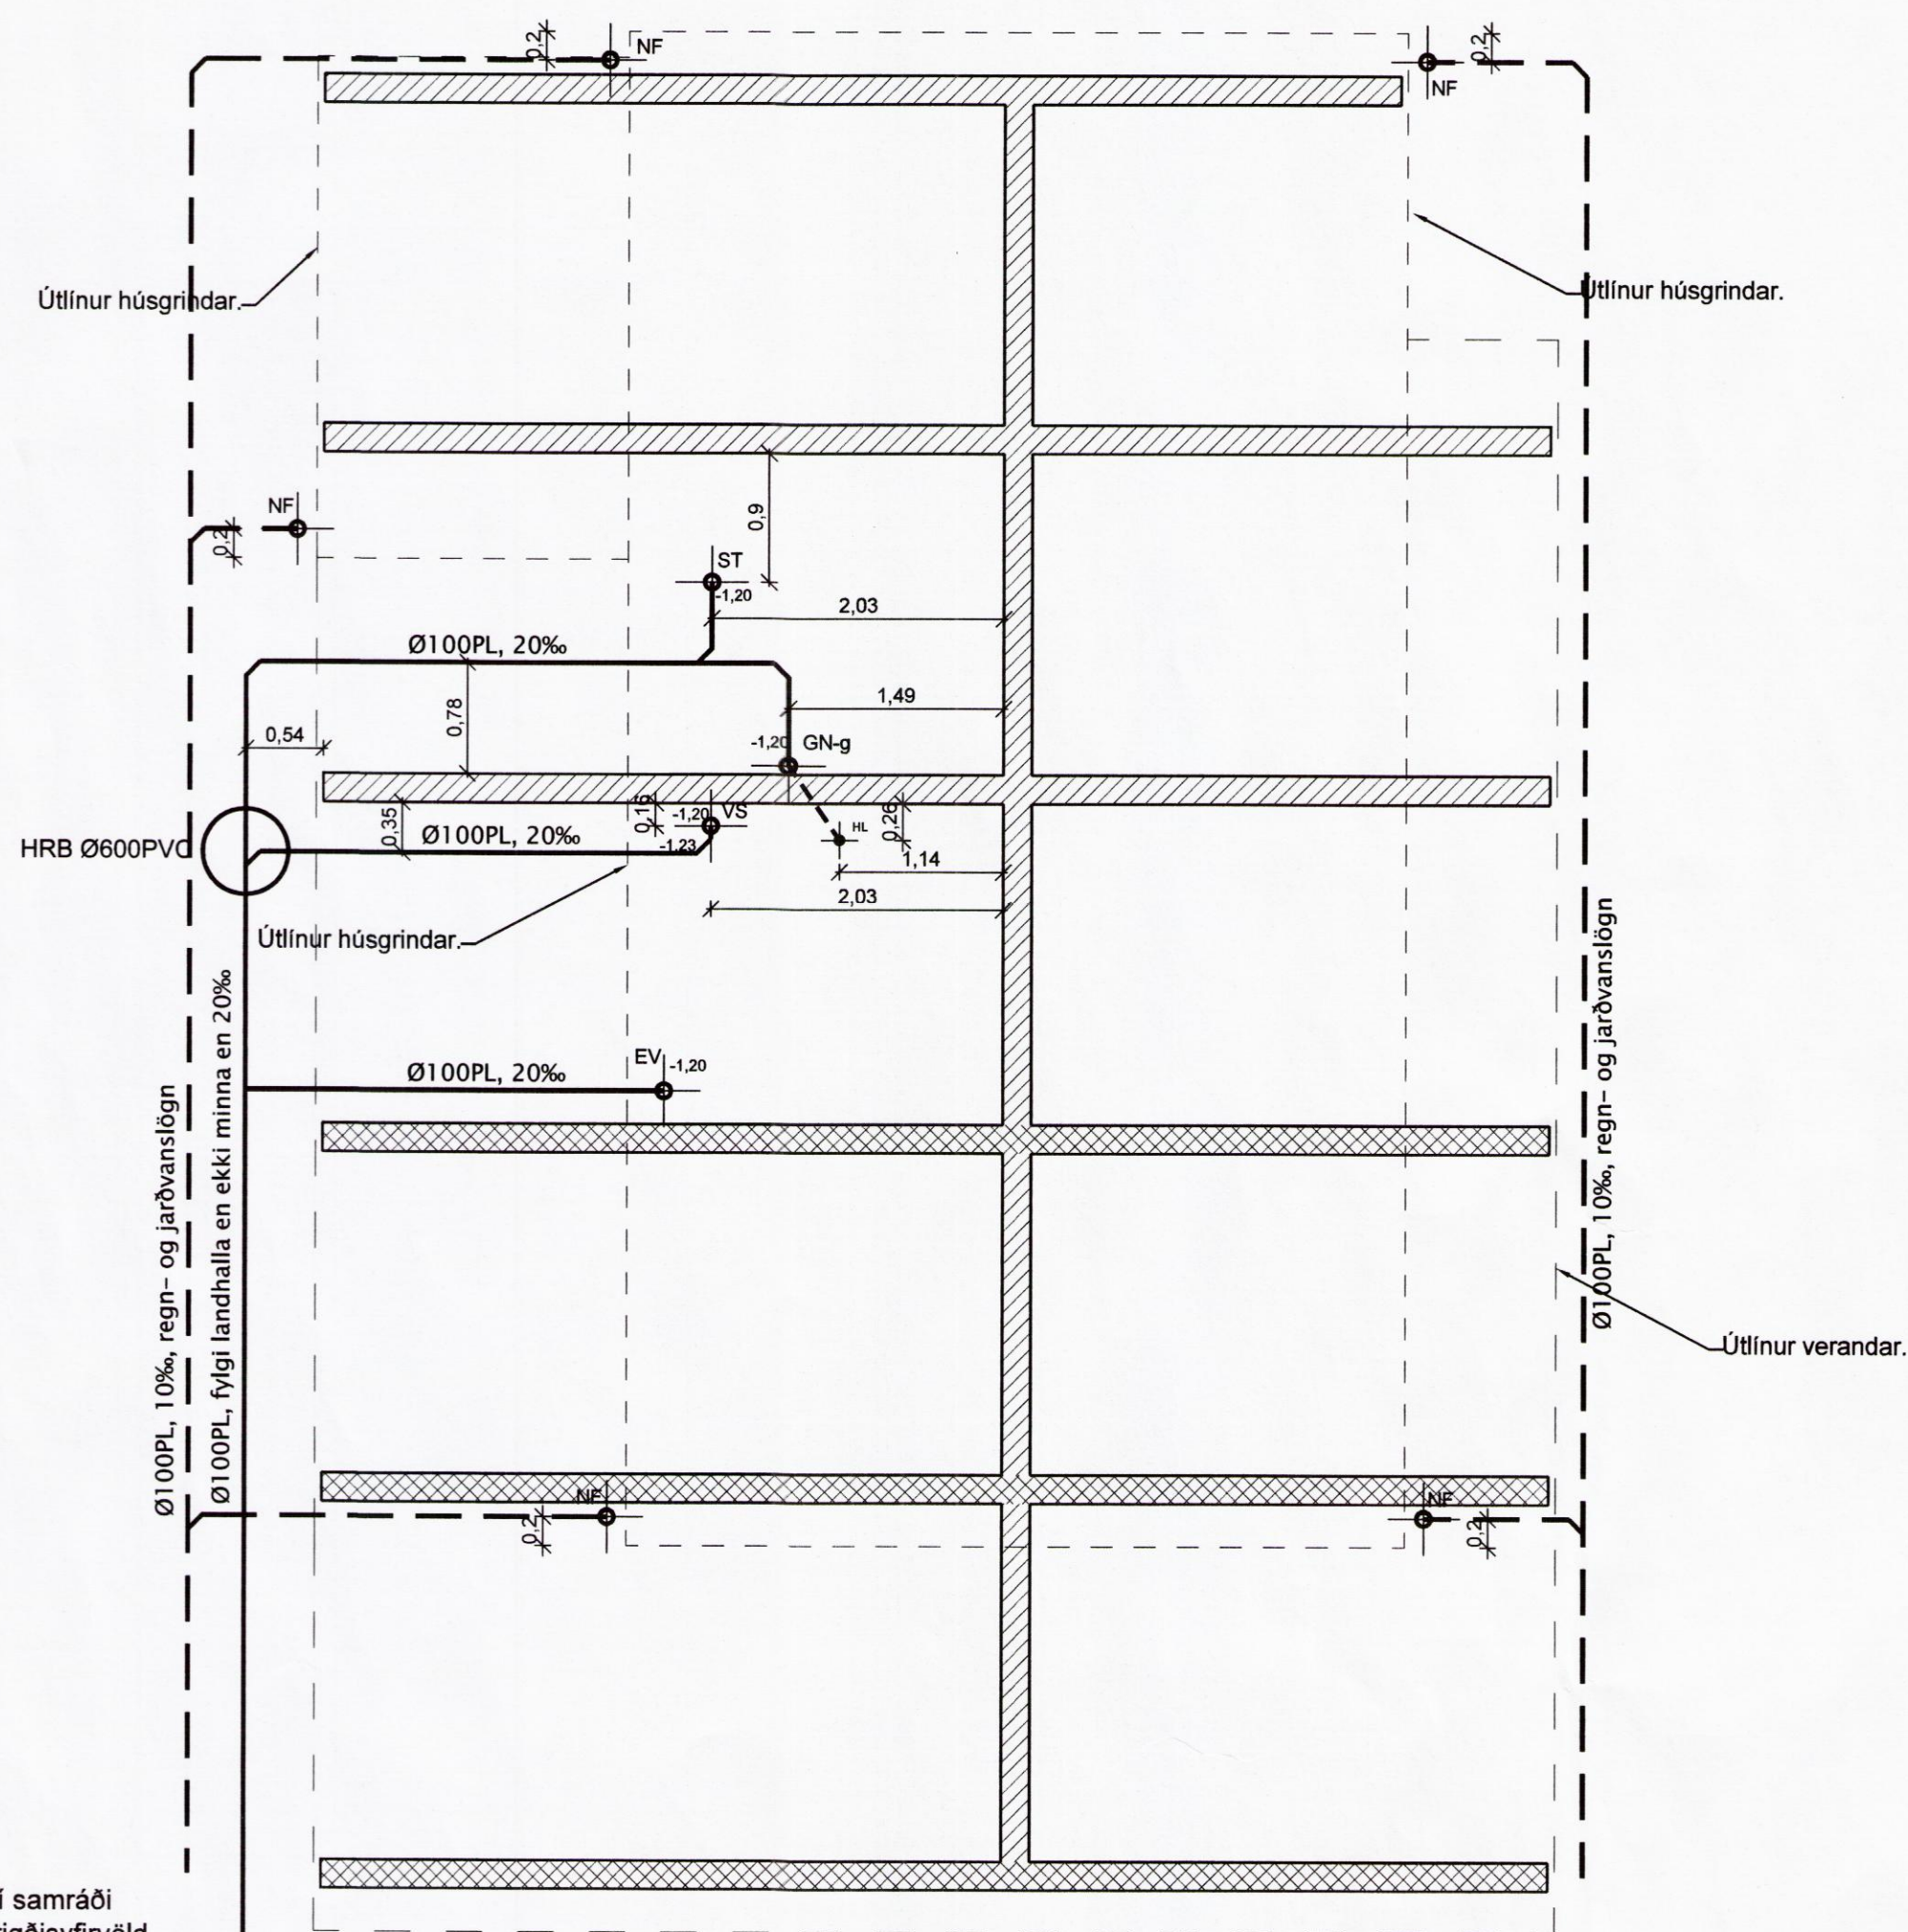 0,2
NF
0,2
NF
Útlínur húsgrindar.
Útlínur húsgrindar.
NF
0,2
0,9
ST
-1,20
2,03
Ø100PL, 20‰
0,78
1,49
0,54
-1,20
GN-g
0,35
0,16
-1,20
VS
HL
0,26
Ø100PL, 20‰
-1,23
HRB Ø600PVC
1,14
2,03
Útlínur húsgrindar.
EV
-1,20
Ø100PL, 20‰
Ø100PL, 10‰, regn- og jarðvanslögn
Ø100PL, fylgi landhalla en ekki minna en 20‰
Ø100PL, 10‰, regn- og jarðvanslögn
Útlínur verandar.
NF
0,2
NF
0,2
í samráði